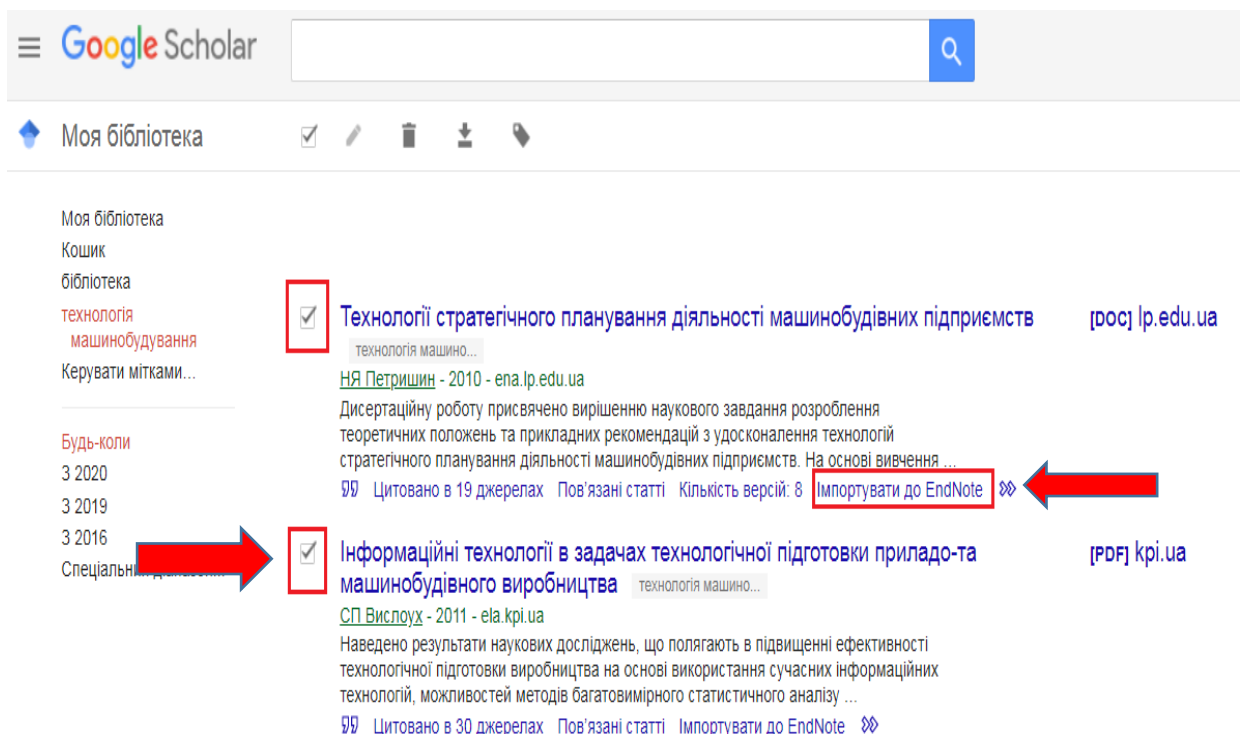 Google Scholar
Моя бібліотека
Моя бібліотека
Кошик
бібліотека
технологія
машинобудування
Керувати мітками...
Будь-коли
З 2020
З 2019
З 2016
Технології стратегічного планування діяльності машинобудівних підприємств [DOC] lp.edu.ua
технологія машино...
НЯ Петришин - 2010 - ena.lp.edu.ua
Дисертаційну роботу присвячено вирішенню наукового завдання розроблення
теоретичних положень та прикладних рекомендацій з удосконалення технологій
стратегічного планування діяльності машинобудівних підприємств. На основі вивчення ...
Цитовано в 19 джерелах Пов'язані статті Кількість версій: 8 Імпортувати до EndNote
Інформаційні технології в задачах технологічної підготовки приладо-та [PDF] kpi.ua
машинобудівного виробництва технологія машино...
СП Вислоух - 2011 - ela.kpi.ua
Наведено результати наукових досліджень, що полягають в підвищенні ефективності
технологічної підготовки виробництва на основі використання сучасних інформаційних
технологій, можливостей методів багатовимірного статистичного аналізу ...
Цитовано в 30 джерелах Пов'язані статті Імпортувати до EndNote